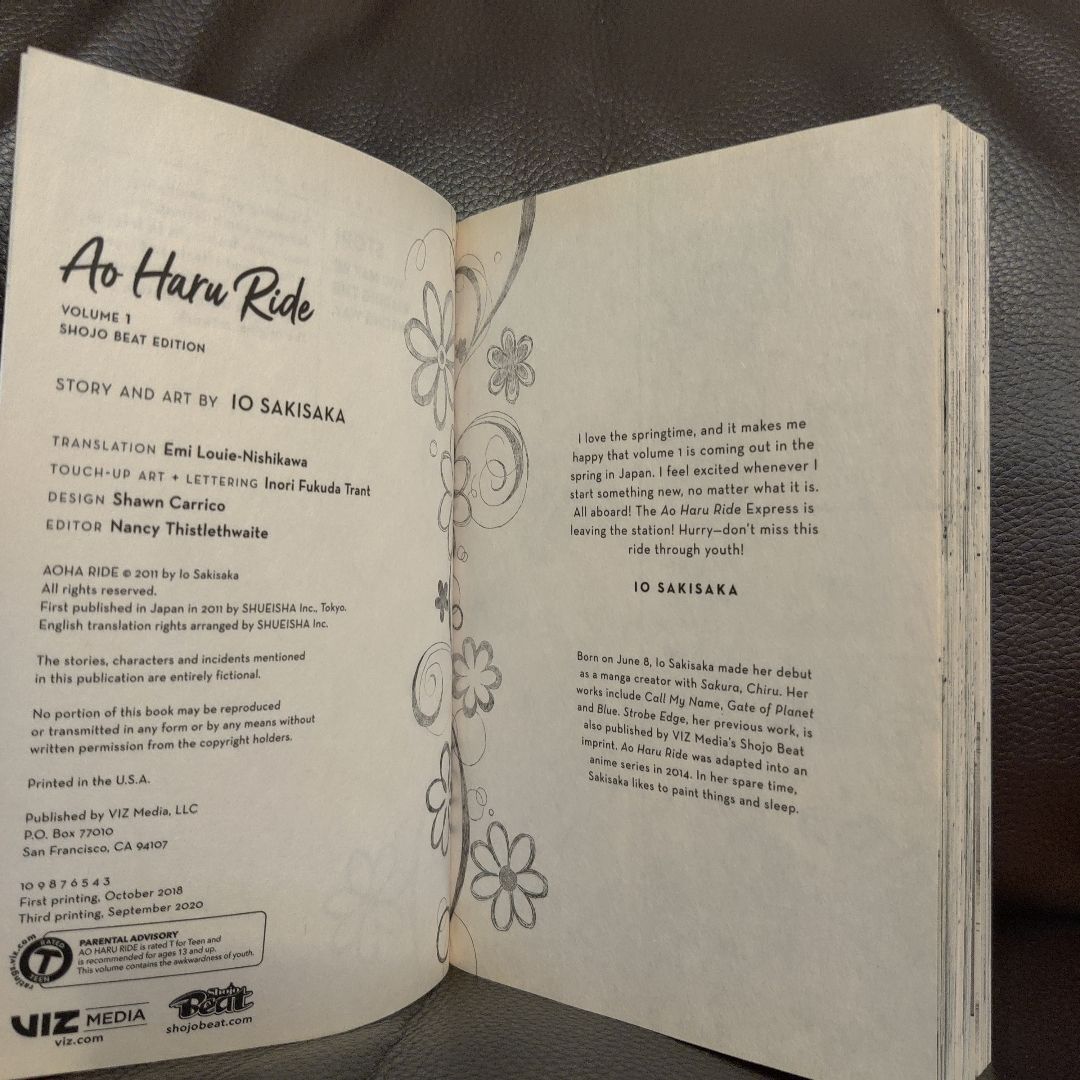 Ao Haru Ride
VOLUME 1
SHOJO BEAT EDITION
STORY AND ART BY IO SAKISAKA
TRANSLATION Emi Louie-Nishikawa
TOUCH-UP ART + LETTERING Inori Fukuda Trant
DESIGN Shawn Carrico
EDITOR Nancy Thistlethwaite
AOHA RIDE © 2011 by Io Sakisaka
All rights reserved.
First published in Japan in 2011 by SHUEISHA Inc., Tokyo.
English translation rights arranged by SHUEISHA Inc.
The stories, characters and incidents mentioned
in this publication are entirely fictional.
No portion of this book may be reproduced
or transmitted in any form or by any means without
written permission from the copyright holders.
Printed in the U.S.A.
Published by VIZ Media, LLC
P.O. Box 77010
San Francisco, CA 94107
10 9 8 7 6 5 4 3
First printing, October 2018
Third printing, September 2020
ratings.viz.com
RATED
T
TEEN
PARENTAL ADVISORY
AO HARU RIDE is rated T for Teen and
is recommended for ages 13 and up.
This volume contains the awkwardness of youth.
VIZ MEDIA
viz.com
Shojo
Beat
shojobeat.com
I love the springtime, and it makes me
happy that volume 1 is coming out in the
spring in Japan. I feel excited whenever I
start something new, no matter what it is.
All aboard! The Ao Haru Ride Express is
leaving the station! Hurry—don't miss this
ride through youth!
IO SAKISAKA
Born on June 8, Io Sakisaka made her debut
as a manga creator with Sakura, Chiru. Her
works include Call My Name, Gate of Planet
and Blue. Strobe Edge, her previous work, is
also published by VIZ Media's Shojo Beat
imprint. Ao Haru Ride was adapted into an
anime series in 2014. In her spare time,
Sakisaka likes to paint things and sleep.